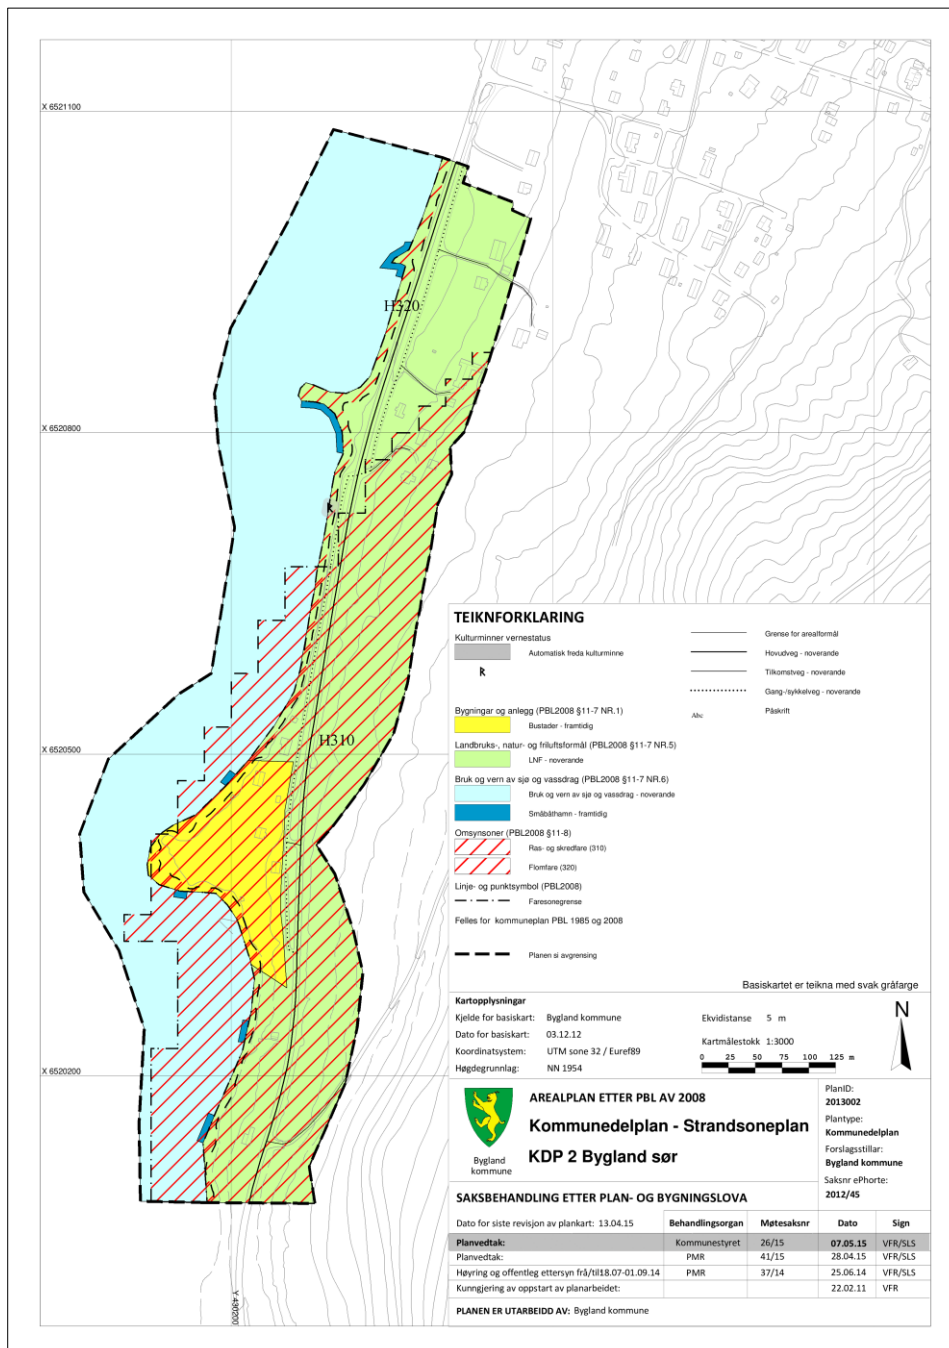 X 6521100
H320
X 6520800
R
H310
X 6520500
X 6520200
Y 490200
TEIKNFORKLARING
Kulturminner vernestatus
Automatisk freda kulturminne
R
Bygningar og anlegg (PBL2008 §11-7 NR.1)
Bustader - framtidig
Landbruks-, natur- og friluftsformål (PBL2008 §11-7 NR.5)
LNF - noverande
Bruk og vern av sjø og vassdrag (PBL2008 §11-7 NR.6)
Bruk og vern av sjø og vassdrag - noverande
Småbåthamn - framtidig
Omsynsoner (PBL2008 §11-8)
Ras- og skredfare (310)
Flomfare (320)
Linje- og punktsymbol (PBL2008)
Faresonegrense
Felles for kommuneplan PBL 1985 og 2008
Planen si avgrensing
Grense for arealformål
Hovudveg - noverande
Tilkomstveg - noverande
Gang-/sykkelveg - noverande
Abc Påskrift
Basiskartet er teikna med svak gråfarge
Kartopplysningar
Kjelde for basiskart: Bygland kommune
Dato for basiskart: 03.12.12
Koordinatsystem: UTM sone 32 / Euref89
Høgdegrunnlag: NN 1954
Ekvidistanse 5 m
Kartmålestokk 1:3000
0 25 50 75 100 125 m
N
Bygland
kommune
AREALPLAN ETTER PBL AV 2008
Kommunedelplan - Strandsoneplan
KDP 2 Bygland sør
PlanID:
2013002
Plantype:
Kommunedelplan
Forslagsstillar:
Bygland kommune
Saksnr ePhorte:
2012/45
SAKSBEHANDLING ETTER PLAN- OG BYGNINGSLOVA
Dato for siste revisjon av plankart: 13.04.15 Behandlingsorgan Møtesaksnr Dato Sign
Planvedtak: Kommunestyret 26/15 07.05.15 VFR/SLS
Planvedtak: PMR 41/15 28.04.15 VFR/SLS
Høyring og offentleg ettersyn frå/til18.07-01.09.14 PMR 37/14 25.06.14 VFR/SLS
Kunngjering av oppstart av planarbeidet: 22.02.11 VFR
PLANEN ER UTARBEIDD AV: Bygland kommune